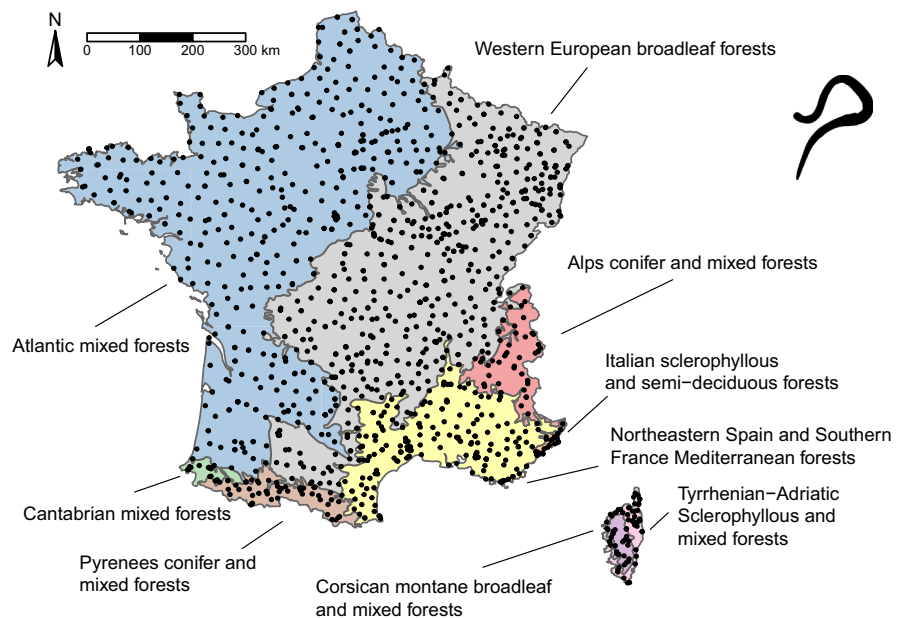 N
0 100 200 300 km
Western European broadleaf forests
Alps conifer and mixed forests
Atlantic mixed forests
Italian sclerophyllous
and semi−deciduous forests
Northeastern Spain and Southern
France Mediterranean forests
Tyrrhenian−Adriatic
Sclerophyllous and
mixed forests
Cantabrian mixed forests
Pyrenees conifer and
mixed forests
Corsican montane broadleaf
and mixed forests